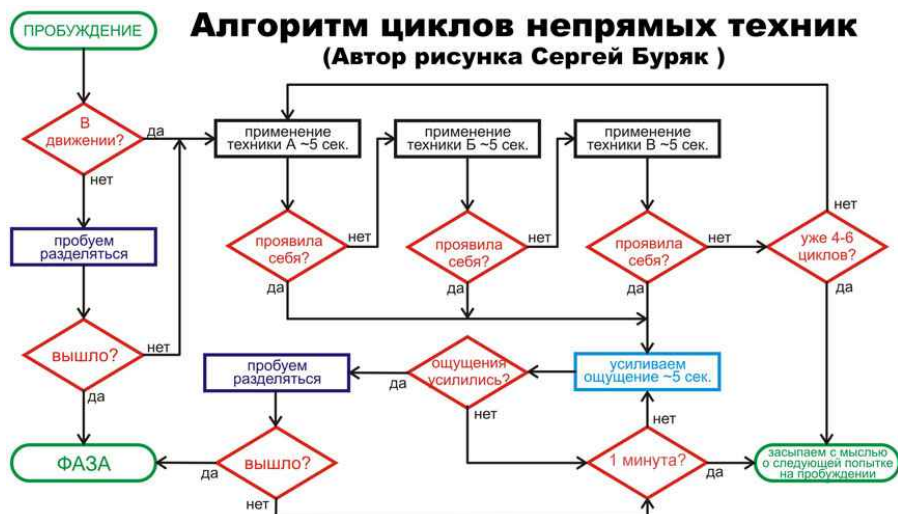 ПРОБУЖДЕНИЕ
Алгоритм циклов непрямых техник
(Автор рисунка Сергей Буряк )
В
движении?
да
нет
применение
техники А ~5 сек.
применение
техники Б ~5 сек.
применение
техники В ~5 сек.
пробуем
разделяться
проявила
себя?
нет
да
проявила
себя?
нет
да
проявила
себя?
нет
да
уже 4-6
циклов?
нет
да
вышло?
нет
да
пробуем
разделяться
ощущения
усилились?
да
нет
усиливаем
ощущение ~5 сек.
нет
ФАЗА
вышло?
да
нет
1 минута?
да
засыпаем с мыслью
о следующей попытке
на пробуждении